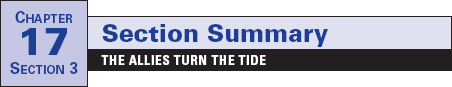 CHAPTER
17
SECTION 3
Section Summary
THE ALLIES TURN THE TIDE